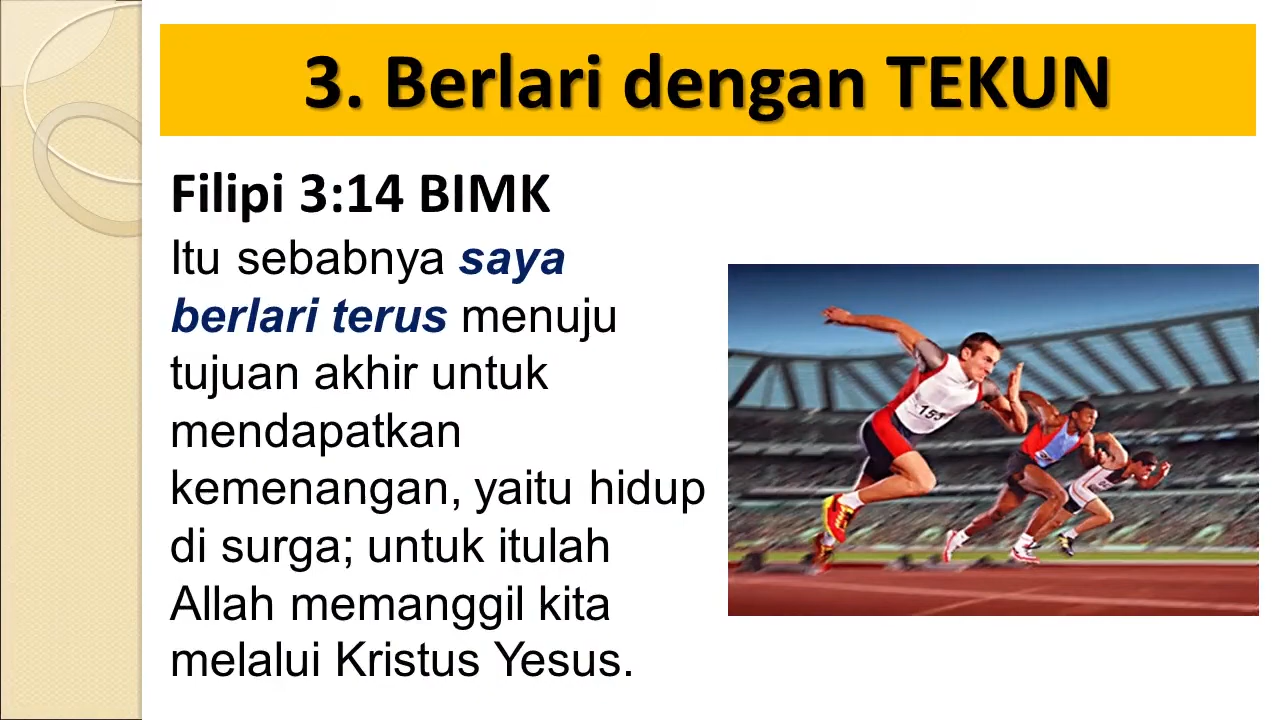 3. Berlari dengan TEKUN
Filipi 3:14 BIMK
Itu sebabnya saya
berlari terus menuju
tujuan akhir untuk
mendapatkan
kemenangan, yaitu hidup
di surga; untuk itulah
Allah memanggil kita
melalui Kristus Yesus.
153